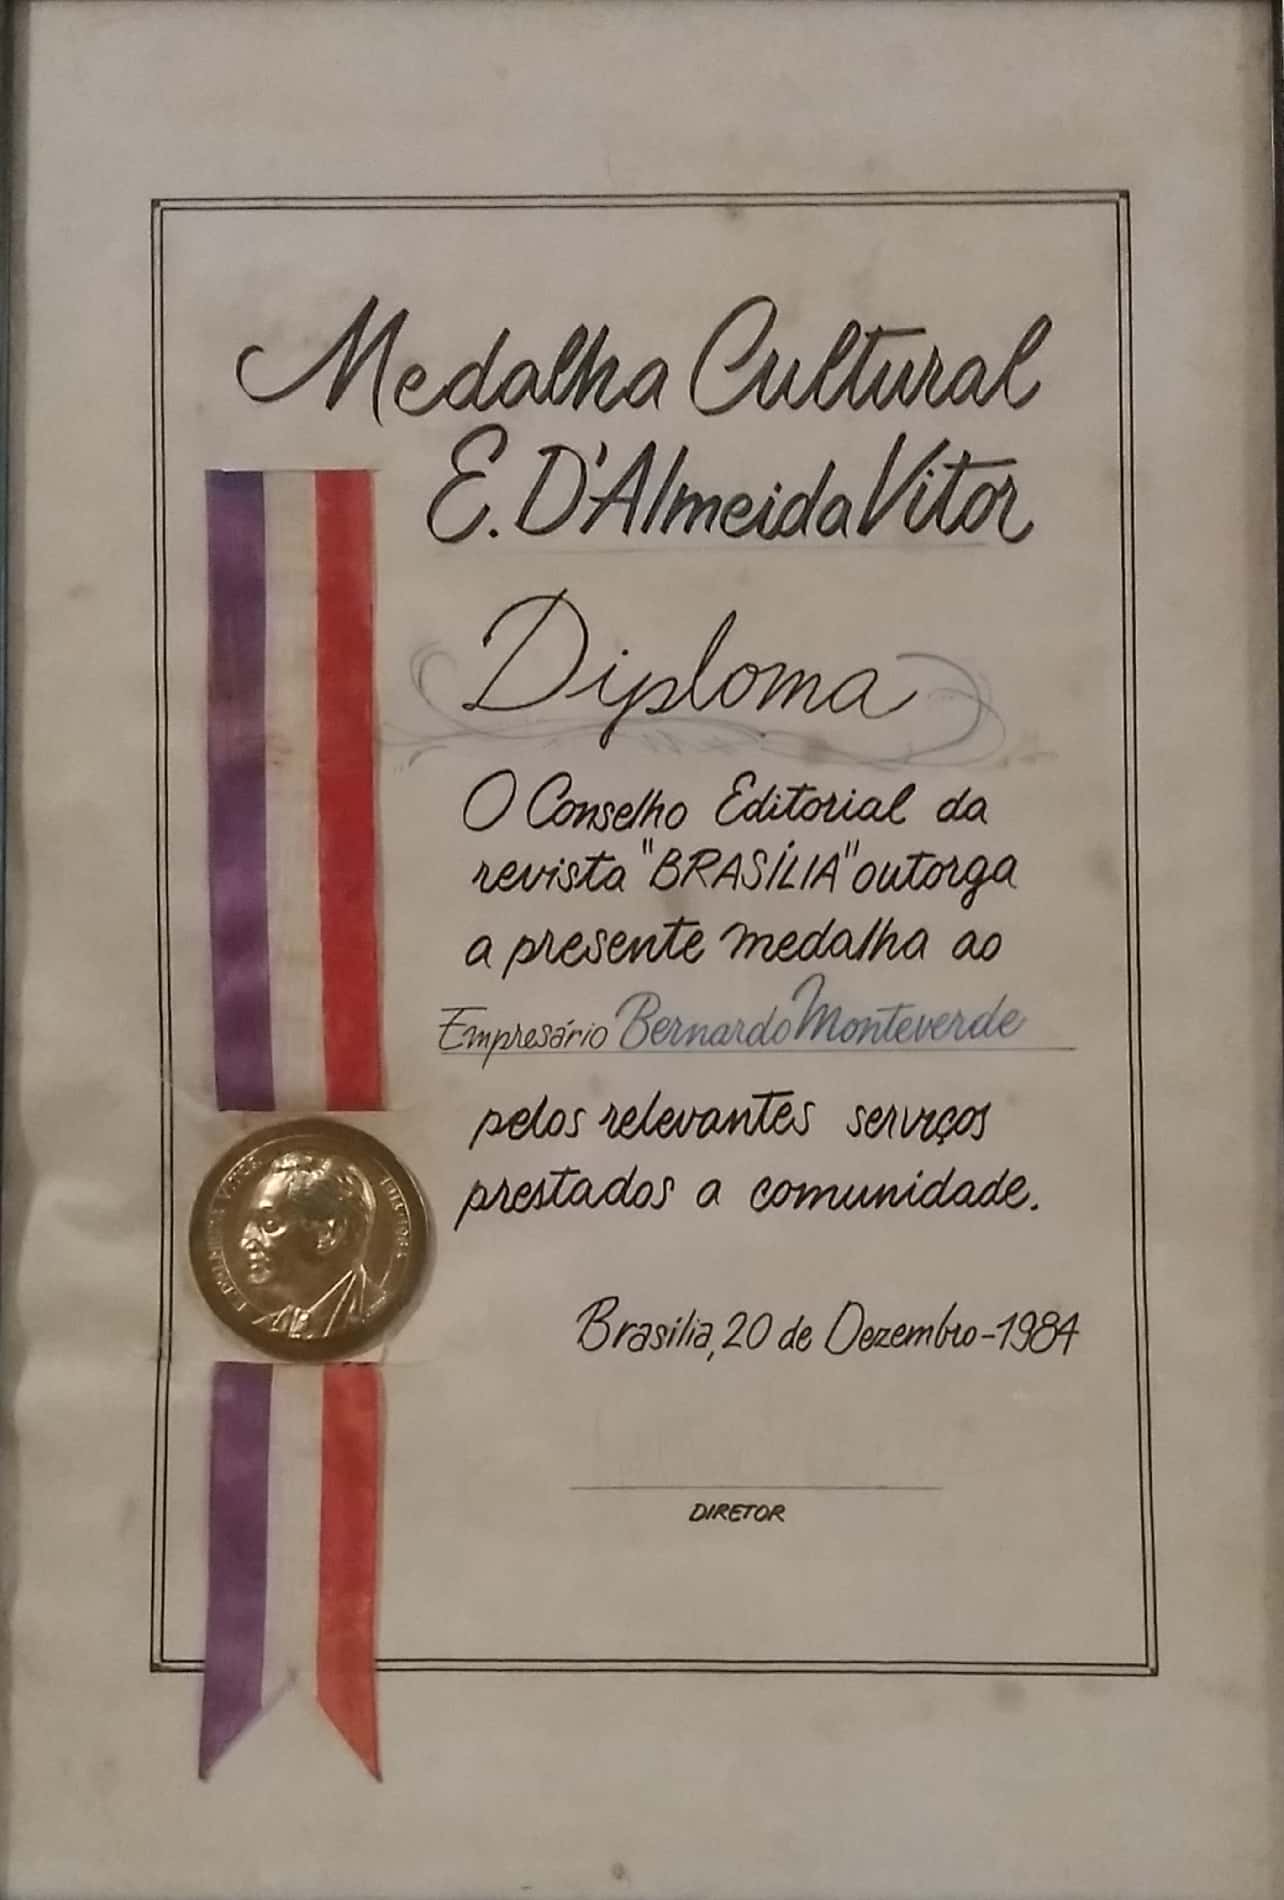 Medalha Cultural
E. D'Almeida Vitor
Diploma
O Conselho Editorial da
revista "BRASÍLIA" outorga
a presente medalha ao
Empresário Bernardo Monteverde
pelos relevantes serviços
prestados a comunidade.
Brasília, 20 de Dezembro-1984
DIRETOR